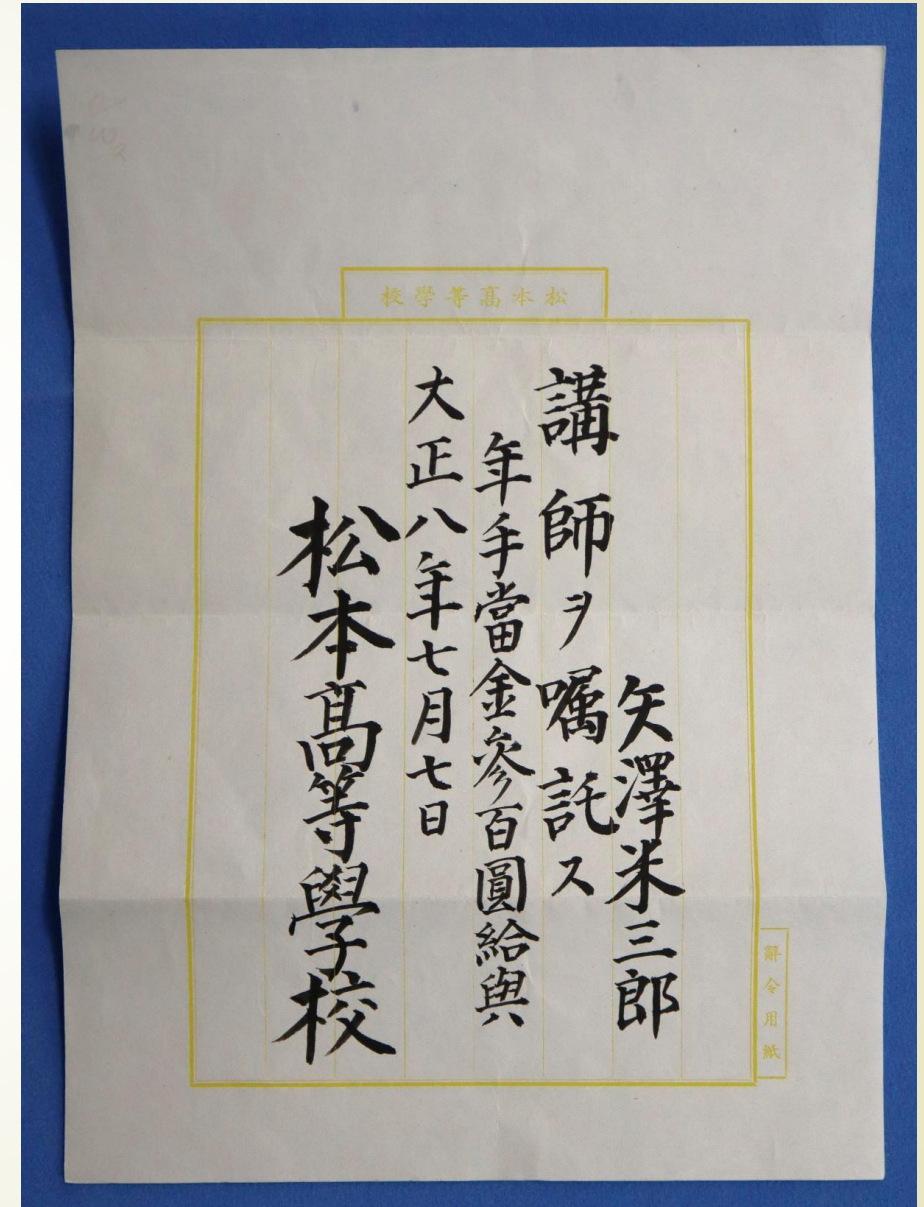 松本髙等學校
矢澤米三郎
講師ヲ囑託ス
年手當金參百圓給與
大正八年七月七日
松本髙等學校
辭令用紙